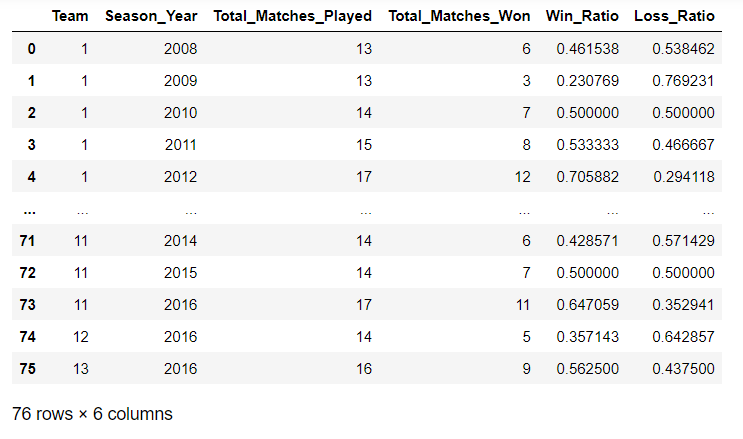 Team Season_Year Total_Matches_Played Total_Matches_Won Win_Ratio Loss_Ratio
0 1 2008 13 6 0.461538 0.538462
1 1 2009 13 3 0.230769 0.769231
2 1 2010 14 7 0.500000 0.500000
3 1 2011 15 8 0.533333 0.466667
4 1 2012 17 12 0.705882 0.294118
... ... ... ... ... ... ...
71 11 2014 14 6 0.428571 0.571429
72 11 2015 14 7 0.500000 0.500000
73 11 2016 17 11 0.647059 0.352941
74 12 2016 14 5 0.357143 0.642857
75 13 2016 16 9 0.562500 0.437500
76 rows × 6 columns